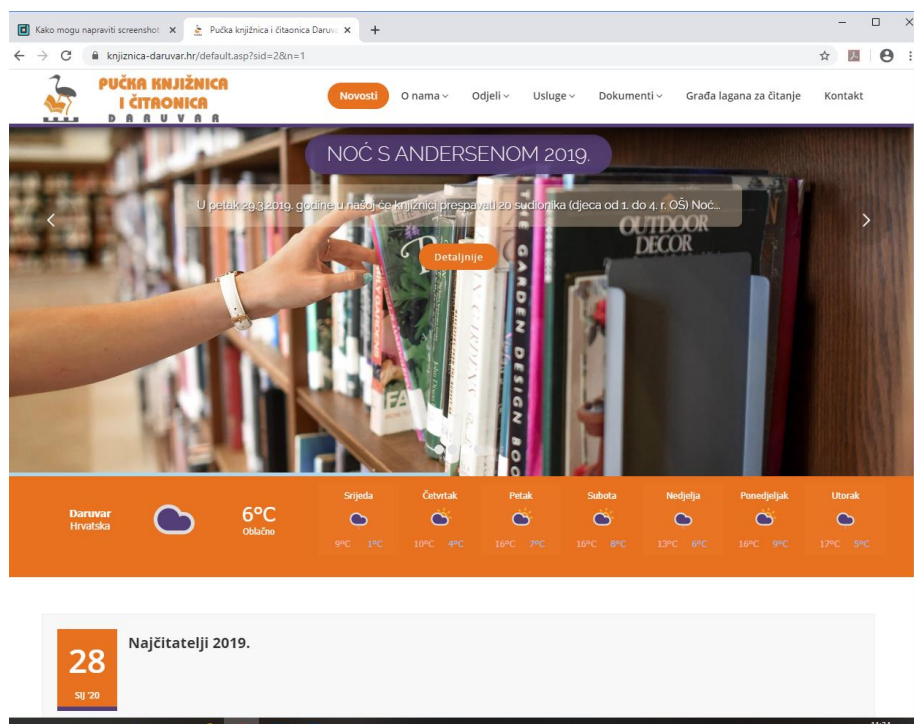 Kako mogu napraviti screenshot
Pučka knjižnica i čitaonica Daruv
knjiznica-daruvar.hr/default.asp?sid=2&n=1
PUČKA KNJIŽNICA
I ČITAONICA
DARUVAR
Novosti O nama Odjeli Usluge Dokumenti Građa lagana za čitanje Kontakt
NOĆ S ANDERSENOM 2019.
U petak 29.3.2019. godine u našoj će knjižnici prespavati 20 sudionika (djeca od 1. do 4. r. OŠ) Noć...
Detaljnije
OUTDOOR
DECOR
THE GARDEN DESIGN BOO
FA
Daruvar
Hrvatska
6°C
Oblačno
Srijeda Četvrtak Petak Subota Nedjelja Ponedjeljak Utorak
9°C 1°C 10°C 4°C 16°C 7°C 16°C 8°C 13°C 6°C 16°C 9°C 17°C 5°C
28
SIJ '20
Najčitatelji 2019.